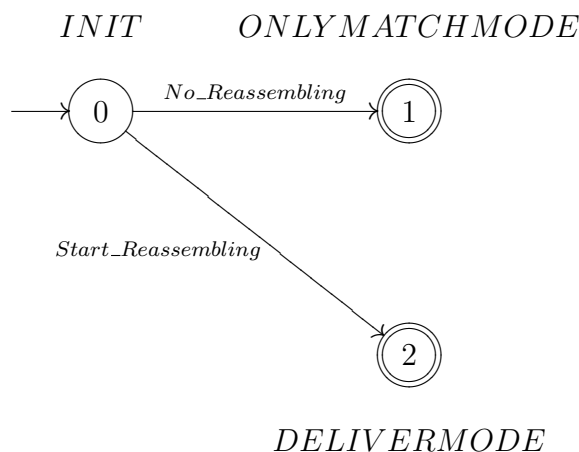 INIT ONLYMATCHMODE
No_Reassembling
0 1
Start_Reassembling
2
DELIVERMODE